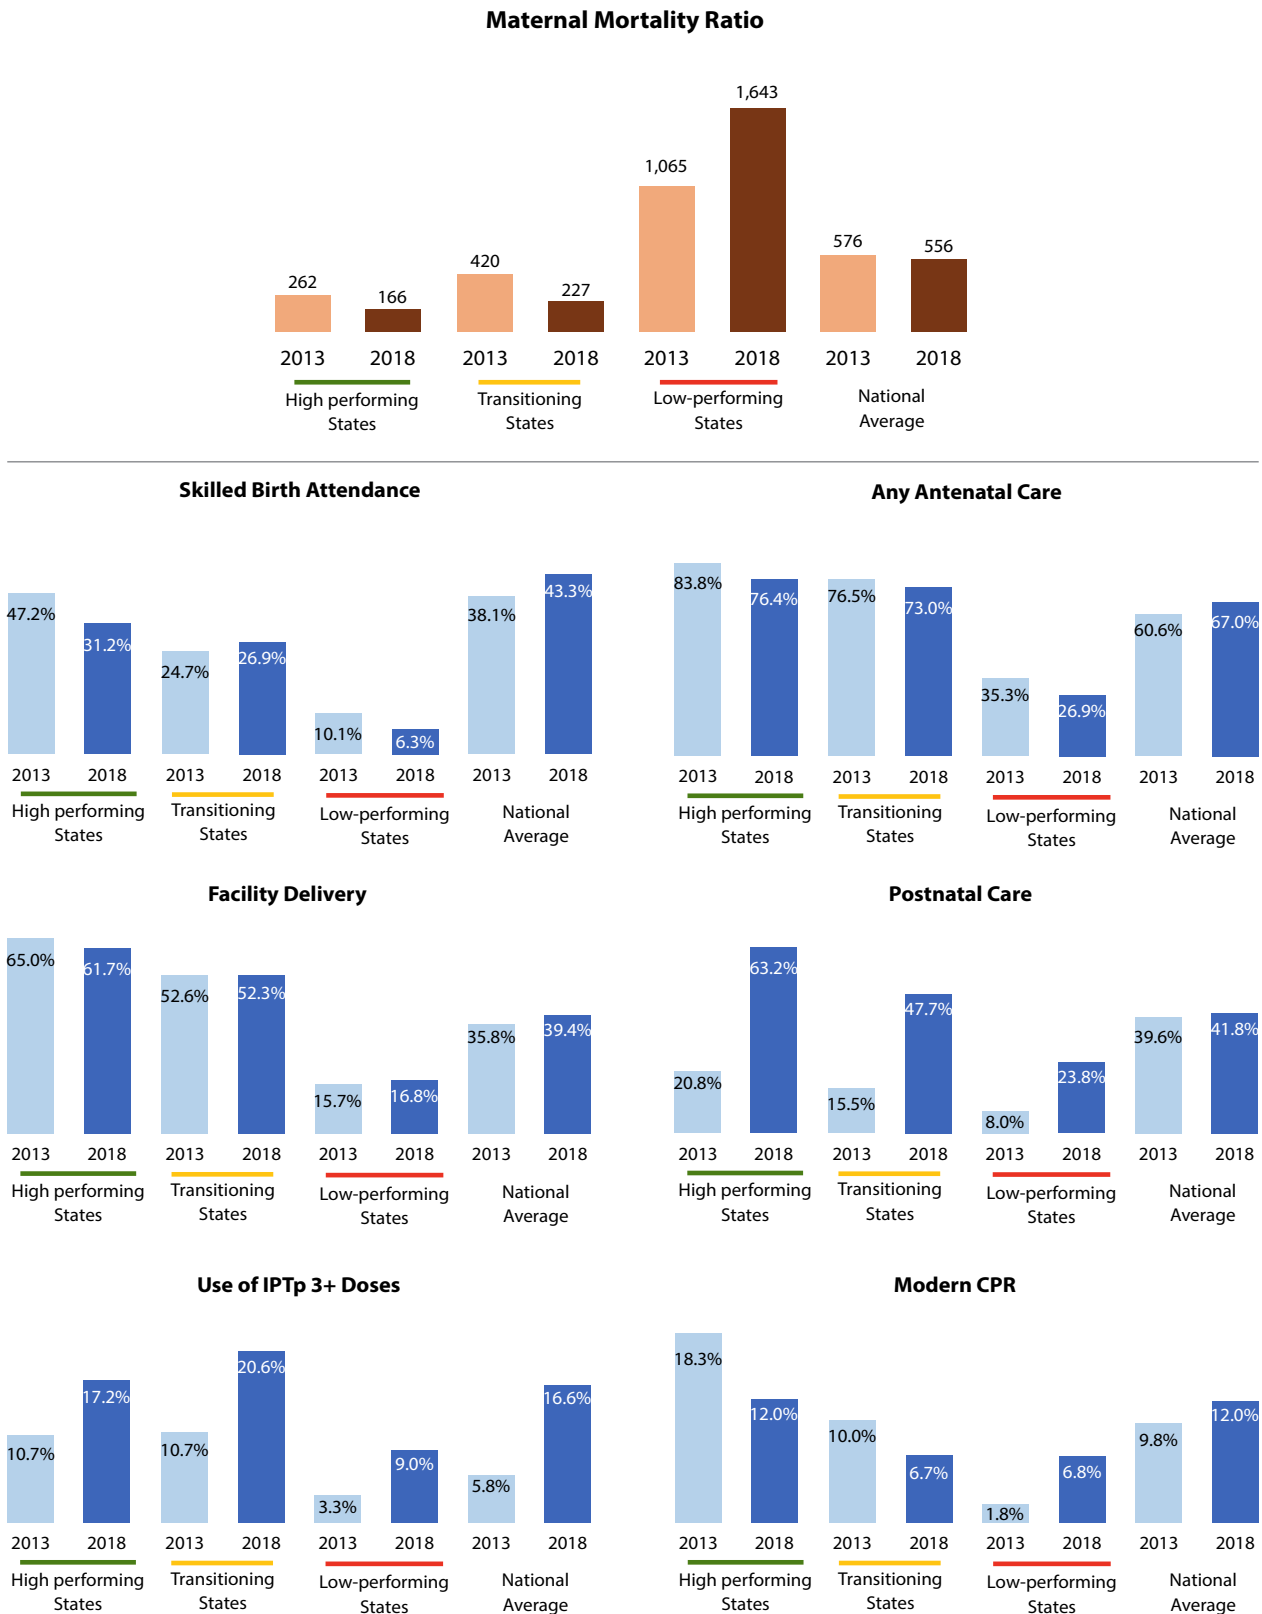 Maternal Mortality Ratio
1,643
1,065
576
556
420
262
227
166
2013 2018 2013 2018 2013 2018 2013 2018
High performing States
Transitioning States
Low-performing States
National Average
Skilled Birth Attendance
47.2% 31.2% 24.7% 26.9% 10.1% 6.3% 38.1% 43.3%
2013 2018 2013 2018 2013 2018 2013 2018
High performing States
Transitioning States
Low-performing States
National Average
Any Antenatal Care
83.8% 76.4% 76.5% 73.0% 35.3% 26.9% 60.6% 67.0%
2013 2018 2013 2018 2013 2018 2013 2018
High performing States
Transitioning States
Low-performing States
National Average
Facility Delivery
65.0% 61.7% 52.6% 52.3% 15.7% 16.8% 35.8% 39.4%
2013 2018 2013 2018 2013 2018 2013 2018
High performing States
Transitioning States
Low-performing States
National Average
Postnatal Care
20.8% 63.2% 15.5% 47.7% 8.0% 23.8% 39.6% 41.8%
2013 2018 2013 2018 2013 2018 2013 2018
High performing States
Transitioning States
Low-performing States
National Average
Use of IPTp 3+ Doses
10.7% 17.2% 10.7% 20.6% 3.3% 9.0% 5.8% 16.6%
2013 2018 2013 2018 2013 2018 2013 2018
High performing States
Transitioning States
Low-performing States
National Average
Modern CPR
18.3% 12.0% 10.0% 6.7% 1.8% 6.8% 9.8% 12.0%
2013 2018 2013 2018 2013 2018 2013 2018
High performing States
Transitioning States
Low-performing States
National Average